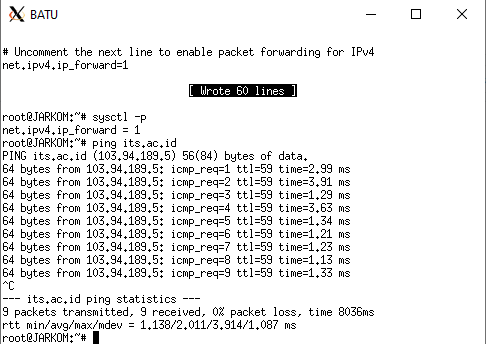 BATU
# Uncomment the next line to enable packet forwarding for IPv4
net.ipv4.ip_forward=1
[ Wrote 60 lines ]
root@JARKOM:~# sysctl -p
net.ipv4.ip_forward = 1
root@JARKOM:~# ping its.ac.id
PING its.ac.id (103.94.189.5) 56(84) bytes of data.
64 bytes from 103.94.189.5: icmp_req=1 ttl=59 time=2.99 ms
64 bytes from 103.94.189.5: icmp_req=2 ttl=59 time=3.91 ms
64 bytes from 103.94.189.5: icmp_req=3 ttl=59 time=1.29 ms
64 bytes from 103.94.189.5: icmp_req=4 ttl=59 time=3.63 ms
64 bytes from 103.94.189.5: icmp_req=5 ttl=59 time=1.34 ms
64 bytes from 103.94.189.5: icmp_req=6 ttl=59 time=1.21 ms
64 bytes from 103.94.189.5: icmp_req=7 ttl=59 time=1.23 ms
64 bytes from 103.94.189.5: icmp_req=8 ttl=59 time=1.13 ms
64 bytes from 103.94.189.5: icmp_req=9 ttl=59 time=1.33 ms
^C
--- its.ac.id ping statistics ---
9 packets transmitted, 9 received, 0% packet loss, time 8036ms
rtt min/avg/max/mdev = 1.138/2.011/3.914/1.087 ms
root@JARKOM:~#